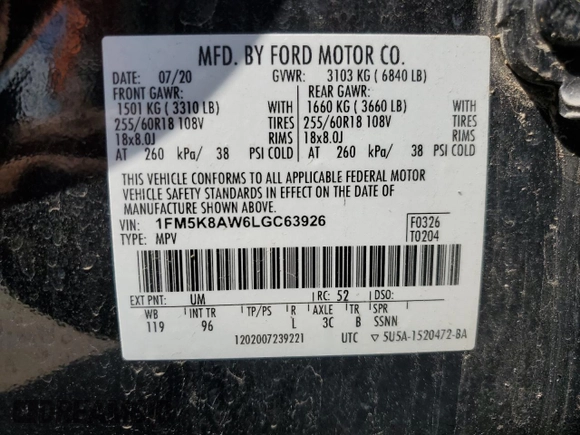 MFD. BY FORD MOTOR CO.
DATE: 07/20 GVWR: 3103 KG ( 6840 LB)
FRONT GAWR: REAR GAWR:
1501 KG ( 3310 LB) WITH 1660 KG ( 3660 LB) WITH
255/60R18 108V TIRES 255/60R18 108V TIRES
18x8.0J RIMS 18x8.0J RIMS
AT 260 kPa/ 38 PSI COLD AT 260 kPa/ 38 PSI COLD
THIS VEHICLE CONFORMS TO ALL APPLICABLE FEDERAL MOTOR
VEHICLE SAFETY STANDARDS IN EFFECT ON THE DATE OF
MANUFACTURE SHOWN ABOVE.
VIN: 1FM5K8AW6LGC63926 F0326
TYPE: MPV T0204
EXT PNT: UM RC: 52 DSO:
WB INT TR TP/PS R AXLE TR SPR
119 96 L 3C B SSNN
1202007239221 UTC 5U5A-1520472-BA